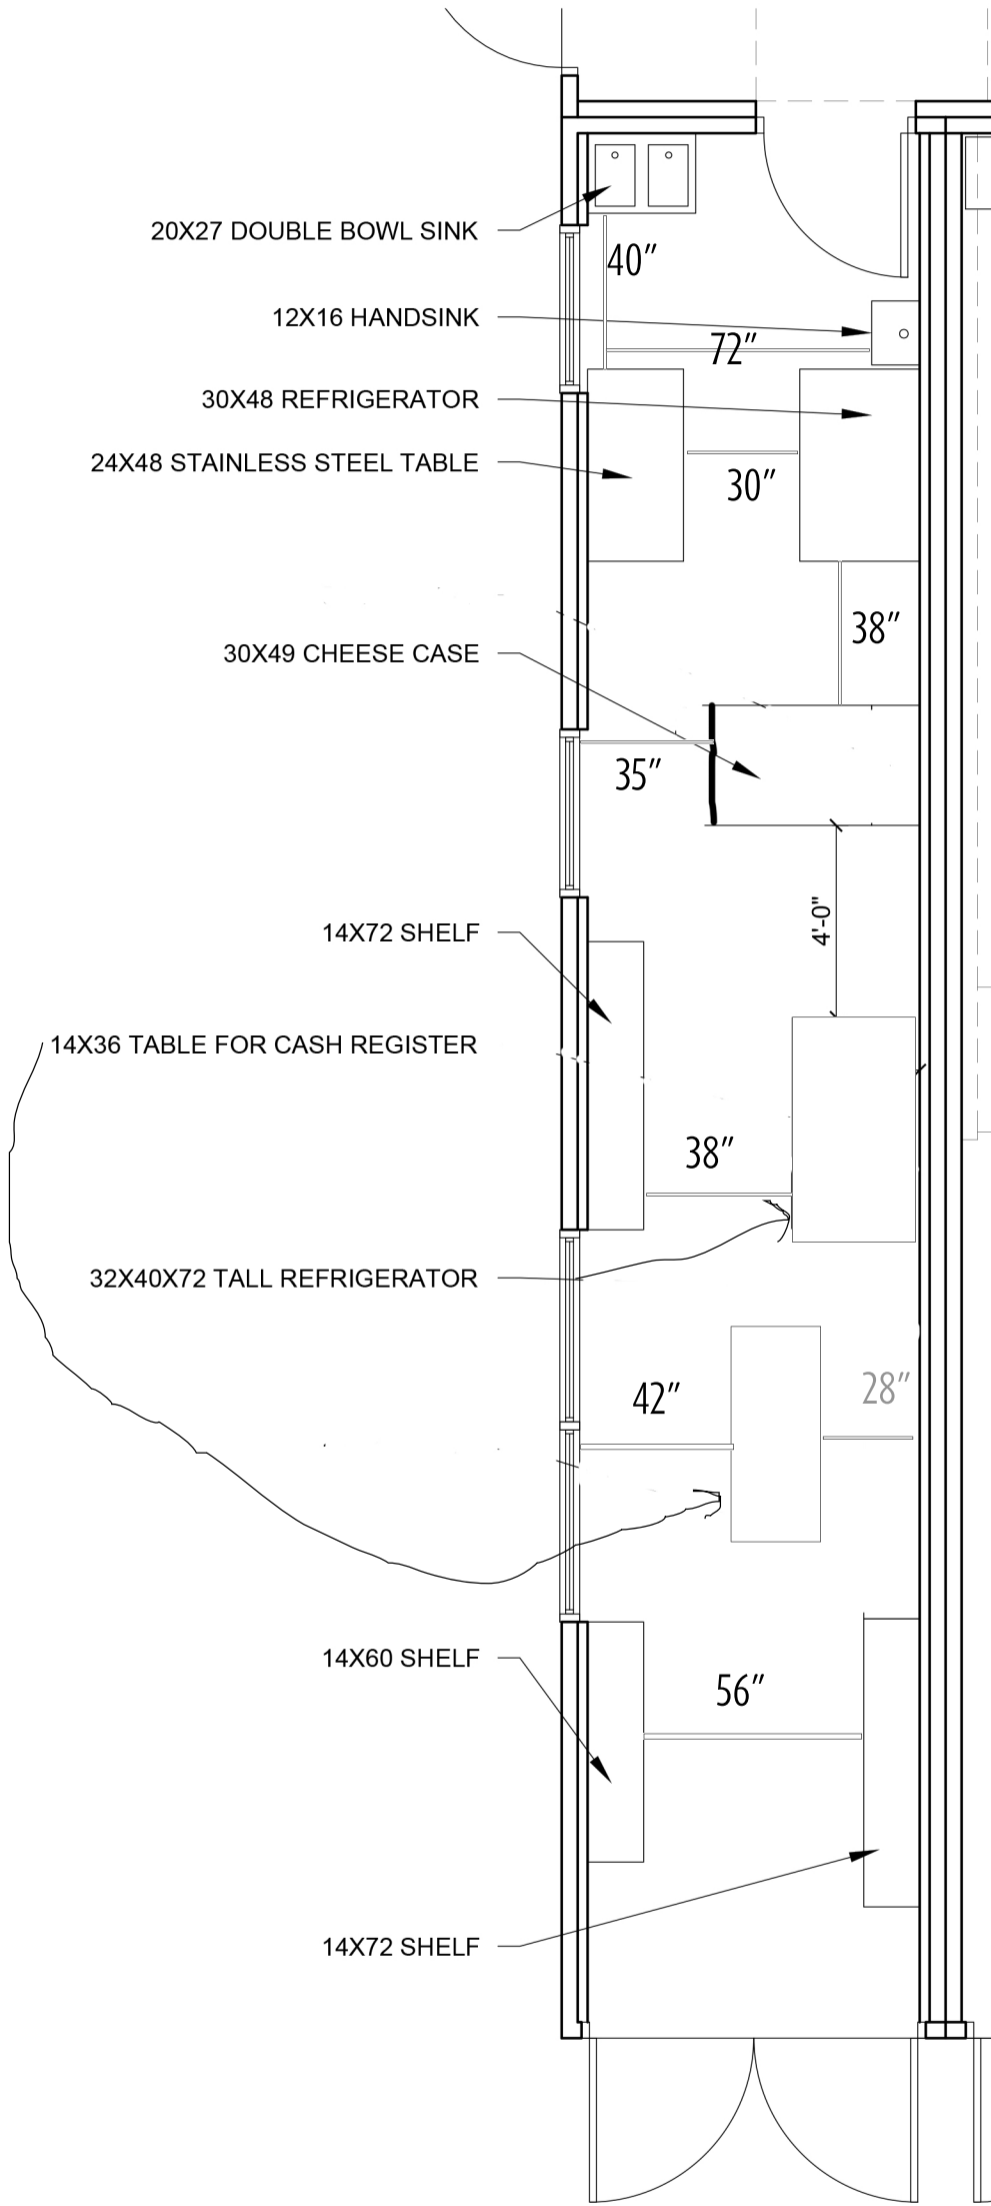 20X27 DOUBLE BOWL SINK
40"
12X16 HANDSINK
72"
30X48 REFRIGERATOR
24X48 STAINLESS STEEL TABLE
30"
38"
30X49 CHEESE CASE
35"
14X72 SHELF
4'-0"
14X36 TABLE FOR CASH REGISTER
38"
32X40X72 TALL REFRIGERATOR
42"
28"
14X60 SHELF
56"
14X72 SHELF